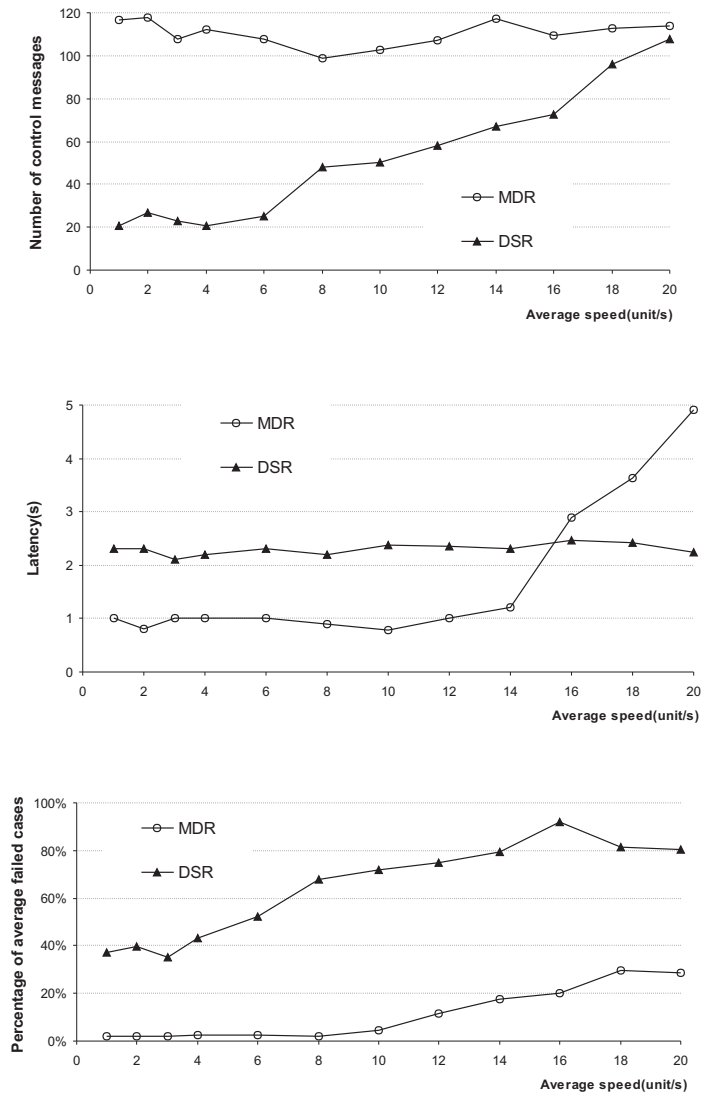 Number of control messages
120
100
80
60
40
20
0
MDR
DSR
0 2 4 6 8 10 12 14 16 18 20
Average speed(unit/s)
Latency(s)
5
4
3
2
1
0
MDR
DSR
0 2 4 6 8 10 12 14 16 18 20
Average speed(unit/s)
Percentage of average failed cases
100%
80%
60%
40%
20%
0%
MDR
DSR
0 2 4 6 8 10 12 14 16 18 20
Average speed(unit/s)